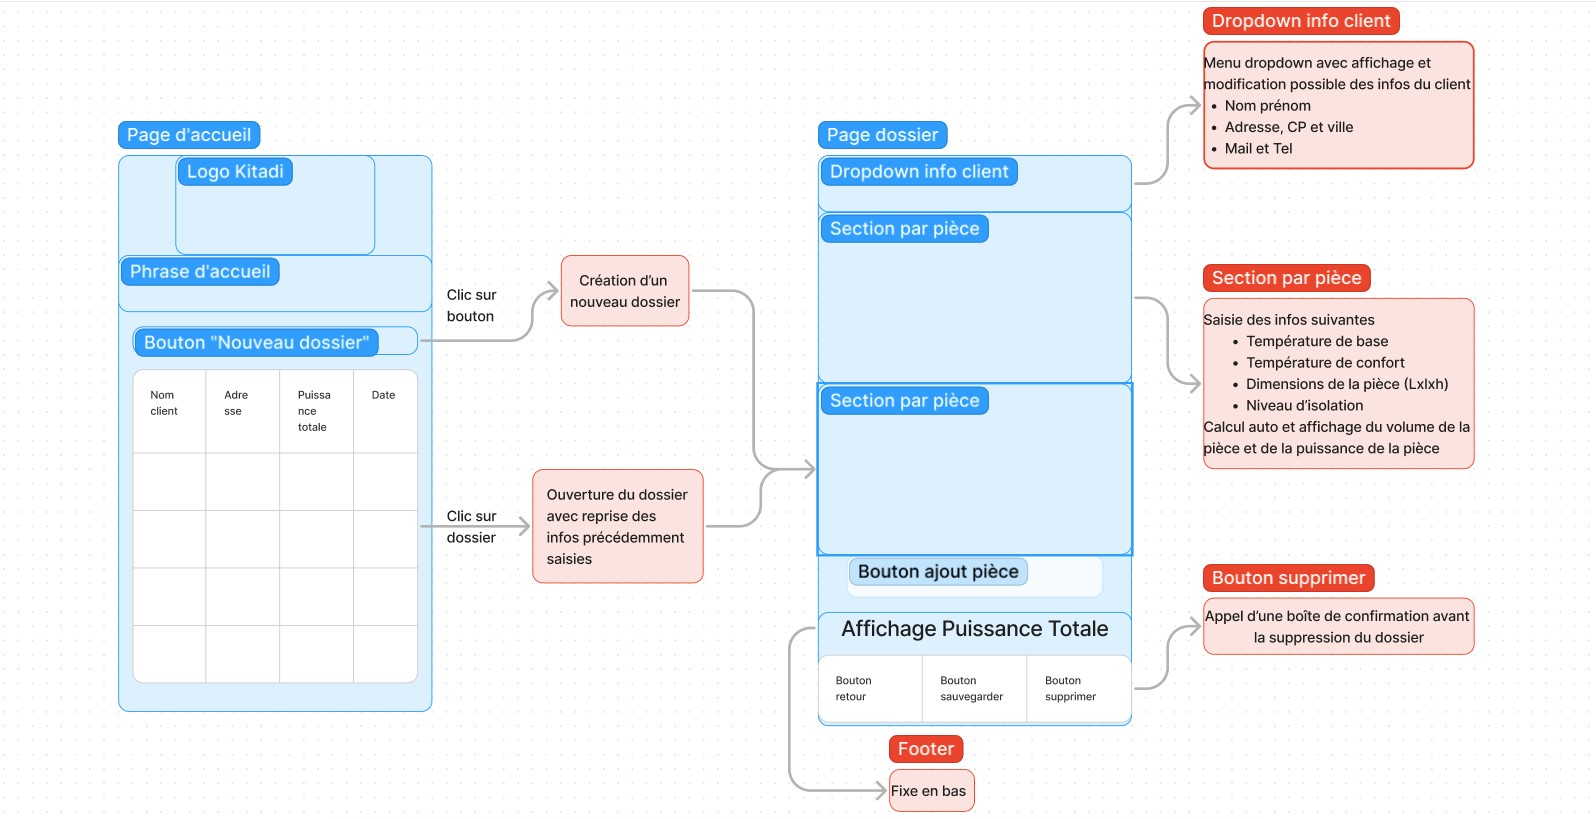 Page d'accueil
Logo Kitadi
Phrase d'accueil
Bouton "Nouveau dossier"
Nom
client
Adre
sse
Puissa
nce
totale
Date
Clic sur
bouton
Création d'un
nouveau dossier
Clic sur
dossier
Ouverture du dossier
avec reprise des
infos précédemment
saisies
Page dossier
Dropdown info client
Section par pièce
Section par pièce
Bouton ajout pièce
Affichage Puissance Totale
Bouton
retour
Bouton
sauvegarder
Bouton
supprimer
Footer
Fixe en bas
Dropdown info client
Menu dropdown avec affichage et
modification possible des infos du client
• Nom prénom
• Adresse, CP et ville
• Mail et Tel
Section par pièce
Saisie des infos suivantes
• Température de base
• Température de confort
• Dimensions de la pièce (Lxlxh)
• Niveau d'isolation
Calcul auto et affichage du volume de la
pièce et de la puissance de la pièce
Bouton supprimer
Appel d'une boîte de confirmation avant
la suppression du dossier